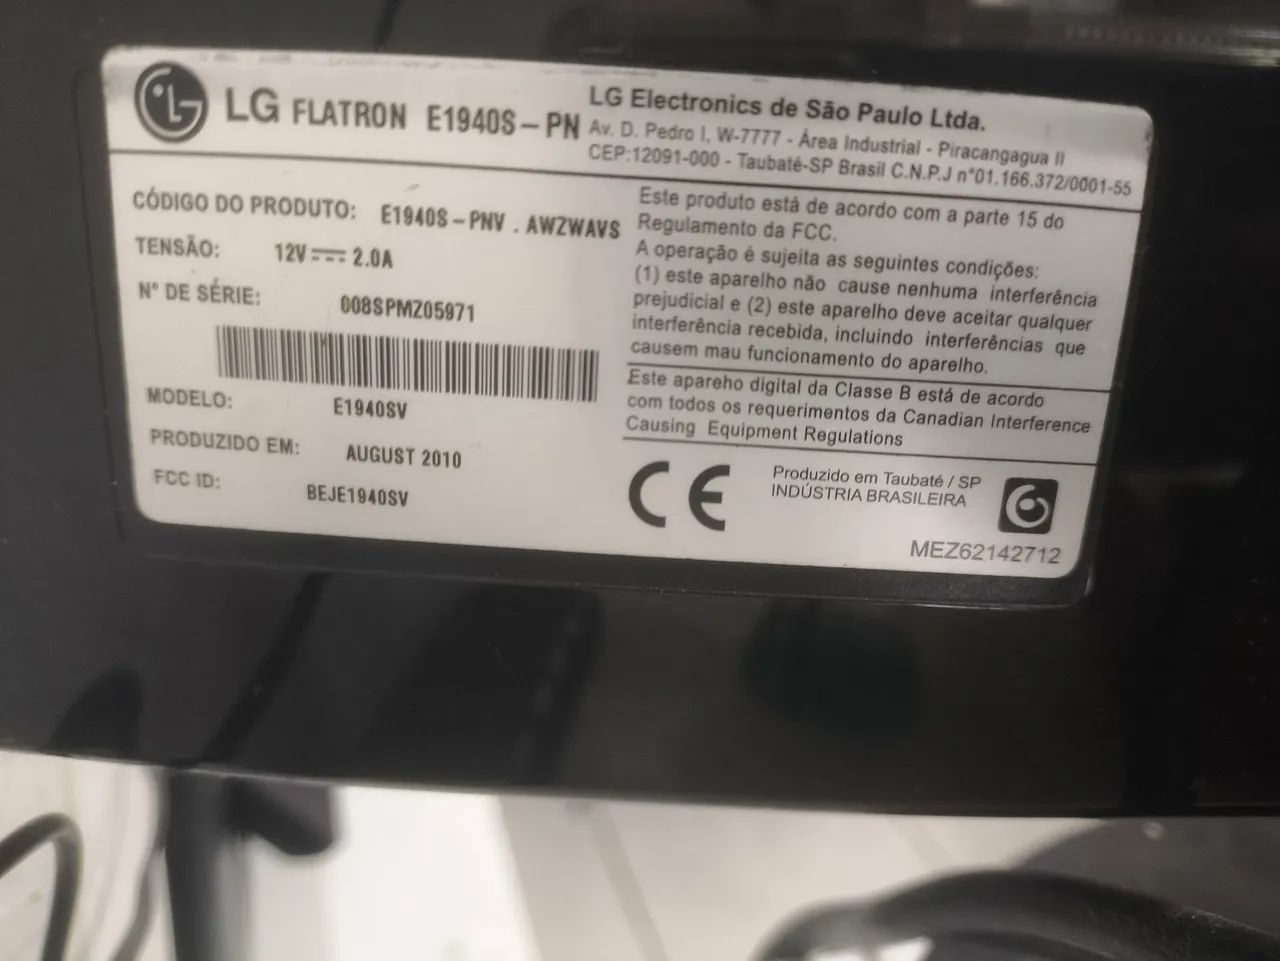 LG FLATRON E1940S-PN
LG Electronics de São Paulo Ltda.
Av. D. Pedro I, W-7777 - Área Industrial - Piracangagua II
CEP:12091-000 - Taubaté-SP Brasil C.N.P.J n°01.166.372/0001-55
CÓDIGO DO PRODUTO: E1940S-PNV . AWZWAVS
TENSÃO: 12V 2.0A
N° DE SÉRIE: 008SPMZ05971
MODELO: E1940SV
PRODUZIDO EM: AUGUST 2010
FCC ID: BEJE1940SV
Este produto está de acordo com a parte 15 do
Regulamento da FCC.
A operação é sujeita as seguintes condições:
(1) este aparelho não cause nenhuma interferência
prejudicial e (2) este aparelho deve aceitar qualquer
interferência recebida, incluindo interferências que
causem mau funcionamento do aparelho.
Este apareho digital da Classe B está de acordo
com todos os requerimentos da Canadian Interference
Causing Equipment Regulations
CE
Produzido em Taubaté / SP
INDÚSTRIA BRASILEIRA
MEZ62142712